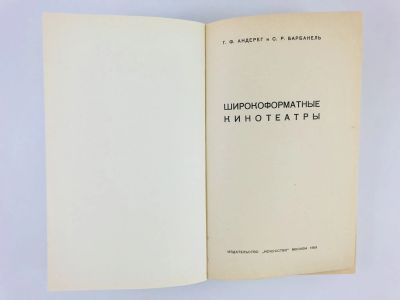 Г. Ф. АНДЕРЕГ и С. Р. БАРБАНЕЛЬ
ШИРОКОФОРМАТНЫЕ
КИНОТЕАТРЫ
ИЗДАТЕЛЬСТВО „ИСКУССТВО“ МОСКВА